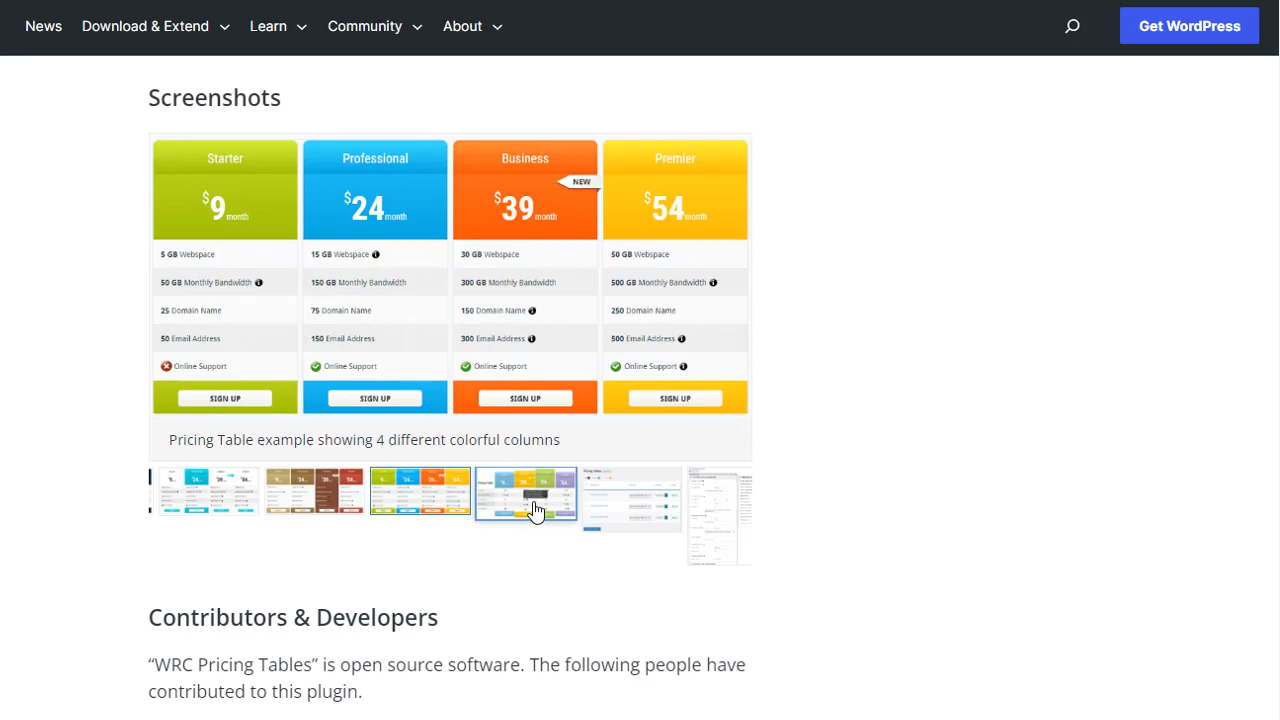 News Download & Extend Learn Community About Get WordPress
Screenshots
Starter Professional Business Premier
NEW
$9 month $24 month $39 month $54 month
5 GB Webspace 15 GB Webspace 30 GB Webspace 50 GB Webspace
50 GB Monthly Bandwidth 150 GB Monthly Bandwidth 300 GB Monthly Bandwidth 500 GB Monthly Bandwidth
25 Domain Name 75 Domain Name 150 Domain Name 250 Domain Name
50 Email Address 150 Email Address 300 Email Address 500 Email Address
Online Support Online Support Online Support Online Support
SIGN UP SIGN UP SIGN UP SIGN UP
Pricing Table example showing 4 different colorful columns
Contributors & Developers
“WRC Pricing Tables” is open source software. The following people have
contributed to this plugin.